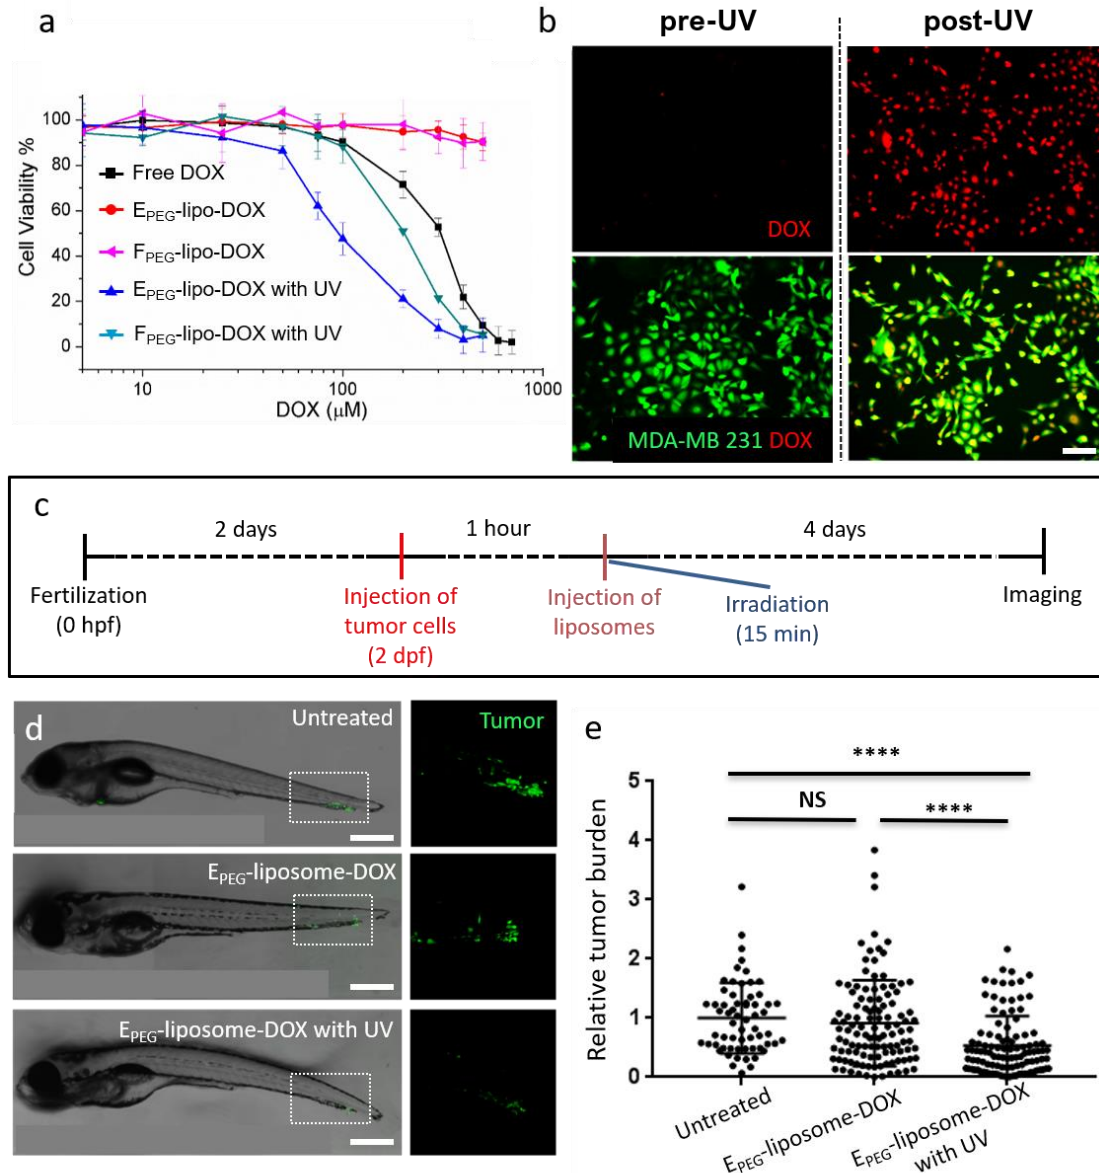 a
Cell Viability %
100
80
60
40
20
0
Free DOX
EPEG-lipo-DOX
FPEG-lipo-DOX
EPEG-lipo-DOX with UV
FPEG-lipo-DOX with UV
10
100
1000
DOX (μM)
b
pre-UV
post-UV
DOX
MDA-MB 231 DOX
c
2 days
1 hour
4 days
Fertilization
(0 hpf)
Injection of
tumor cells
(2 dpf)
Injection of
liposomes
Irradiation
(15 min)
Imaging
d
Untreated
Tumor
EPEG-liposome-DOX
EPEG-liposome-DOX with UV
e
Relative tumor burden
5
4
3
2
1
0
****
NS
****
Untreated
EPEG-liposome-DOX
EPEG-liposome-DOX
with UV